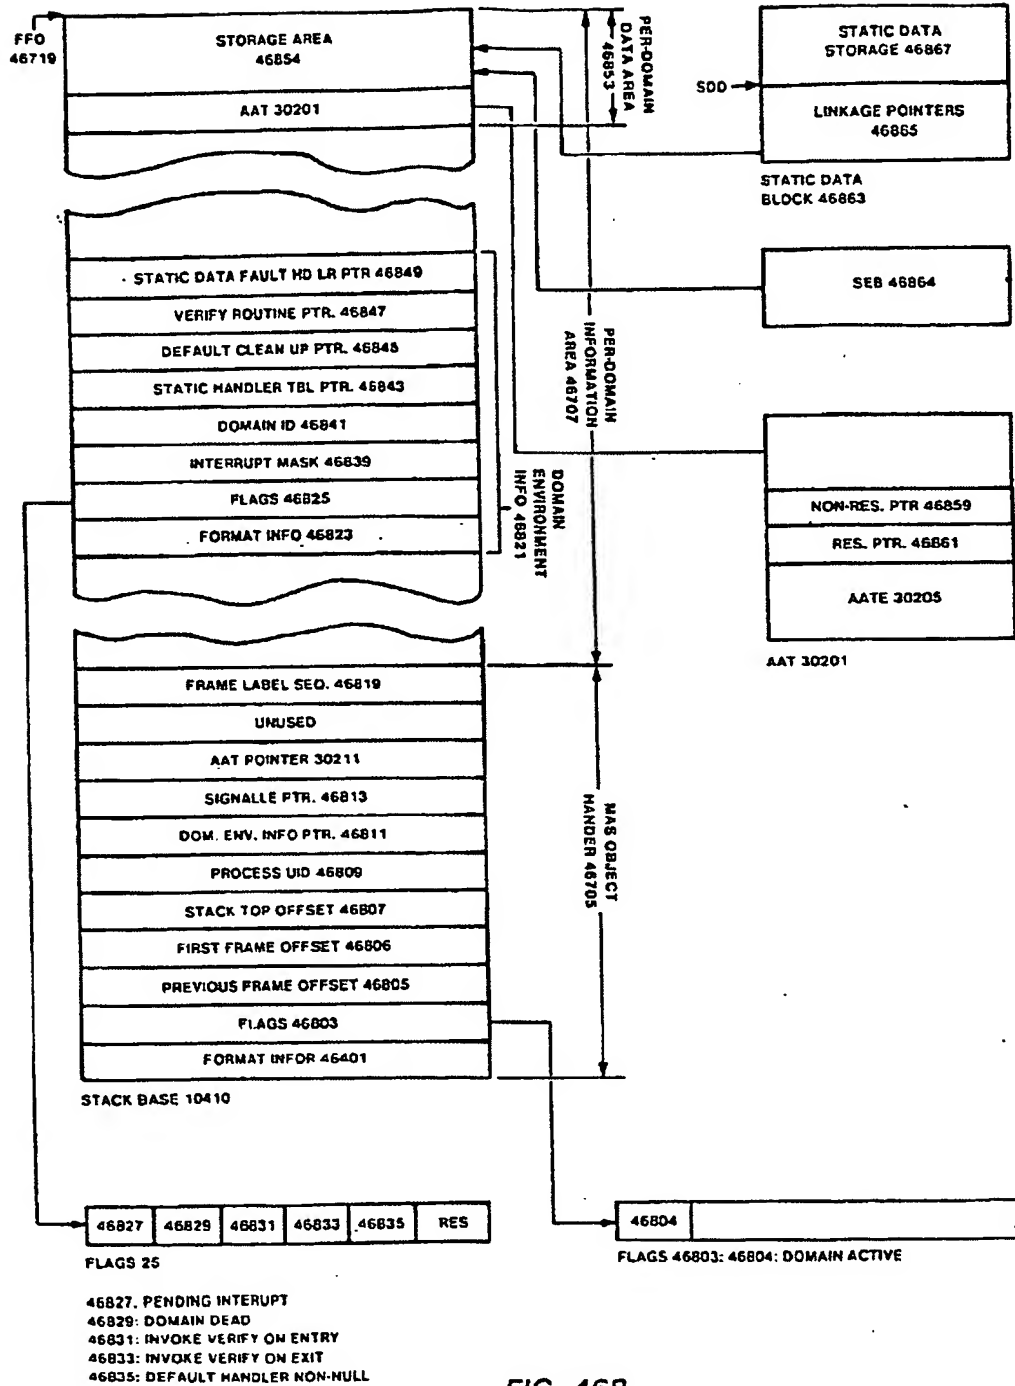 FFO
46719
STORAGE AREA
46854
AAT 30201
PER-DOMAIN
DATA AREA
46853
STATIC DATA
STORAGE 46867
SDD
LINKAGE POINTERS
46865
STATIC DATA
BLOCK 46863
SEB 46864
STATIC DATA FAULT HD LR PTR 46849
VERIFY ROUTINE PTR. 46847
DEFAULT CLEAN UP PTR. 46845
STATIC HANDLER TBL PTR. 46843
DOMAIN ID 46841
INTERRUPT MASK 46839
FLAGS 46825
FORMAT INFO 46823
PER-DOMAIN
INFORMATION
AREA 46707
DOMAIN
ENVIRONMENT
INFO 46821
NON-RES. PTR 46859
RES. PTR. 46861
AATE 30205
AAT 30201
FRAME LABEL SEQ. 46819
UNUSED
AAT POINTER 30211
SIGNALLE PTR. 46813
DOM. ENV. INFO PTR. 46811
PROCESS UID 46809
STACK TOP OFFSET 46807
FIRST FRAME OFFSET 46806
PREVIOUS FRAME OFFSET 46805
FLAGS 46803
FORMAT INFOR 46401
MAS OBJECT
HANDER 46705
STACK BASE 10410
46827 46829 46831 46833 46835 RES
FLAGS 25
46804
FLAGS 46803: 46804: DOMAIN ACTIVE
46827. PENDING INTERUPT
46829: DOMAIN DEAD
46831: INVOKE VERIFY ON ENTRY
46833: INVOKE VERIFY ON EXIT
46835: DEFAULT HANDLER NON-NULL
FIG. 468